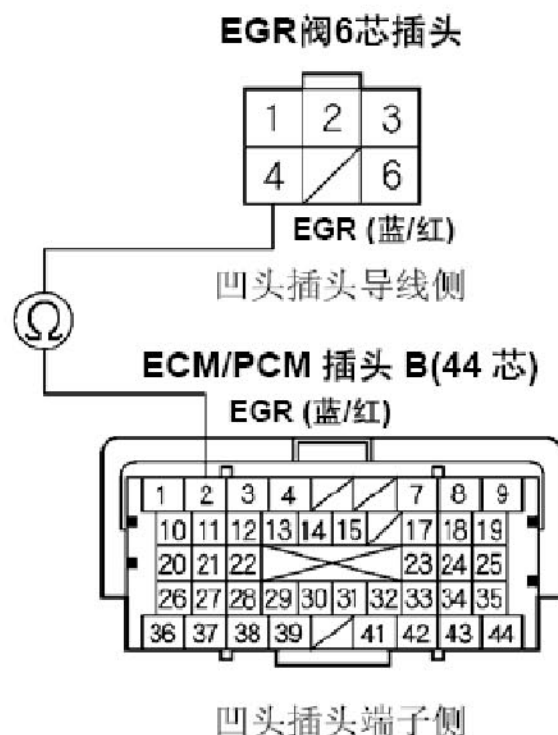 EGR阀6芯插头
1 2 3
4 6
EGR (蓝/红)
凹头插头导线侧
Ω
ECM/PCM 插头 B(44 芯)
EGR (蓝/红)
1 2 3 4 7 8 9
10 11 12 13 14 15 17 18 19
20 21 22 23 24 25
26 27 28 29 30 31 32 33 34 35
36 37 38 39 41 42 43 44
凹头插头端子侧